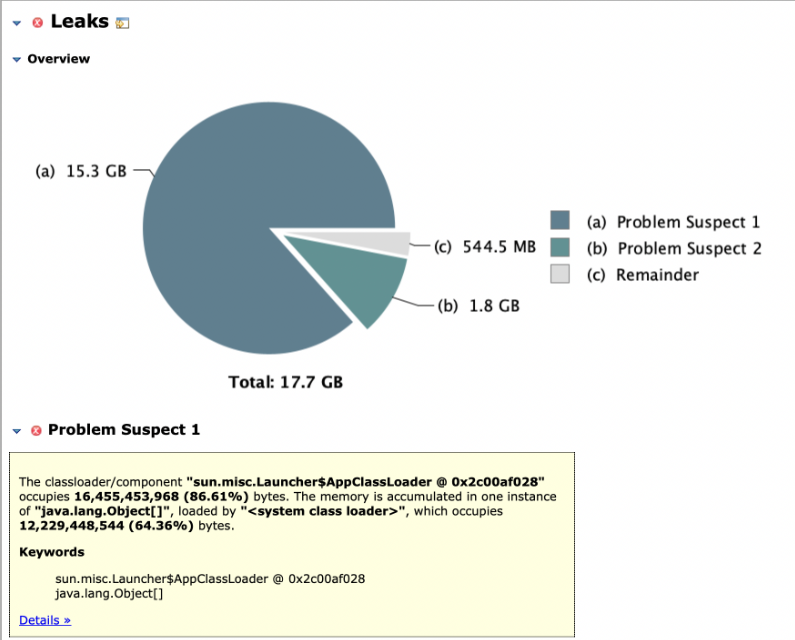 Leaks
Overview
(a) 15.3 GB
(c) 544.5 MB
(b) 1.8 GB
(a) Problem Suspect 1
(b) Problem Suspect 2
(c) Remainder
Total: 17.7 GB
Problem Suspect 1
The classloader/component "sun.misc.Launcher$AppClassLoader @ 0x2c00af028"
occupies 16,455,453,968 (86.61%) bytes. The memory is accumulated in one instance
of "java.lang.Object[]", loaded by "<system class loader>", which occupies
12,229,448,544 (64.36%) bytes.
Keywords
sun.misc.Launcher$AppClassLoader @ 0x2c00af028
java.lang.Object[]
Details »